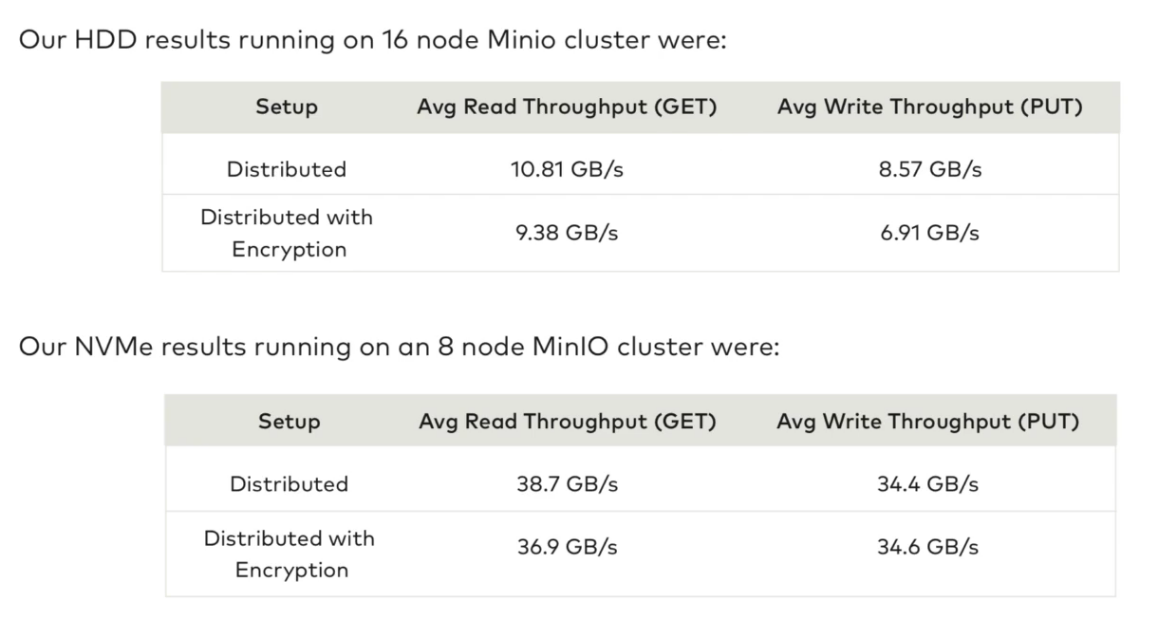 Our HDD results running on 16 node Minio cluster were:
Setup Avg Read Throughput (GET) Avg Write Throughput (PUT)
Distributed 10.81 GB/s 8.57 GB/s
Distributed with
Encryption 9.38 GB/s 6.91 GB/s
Our NVMe results running on an 8 node MinIO cluster were:
Setup Avg Read Throughput (GET) Avg Write Throughput (PUT)
Distributed 38.7 GB/s 34.4 GB/s
Distributed with
Encryption 36.9 GB/s 34.6 GB/s